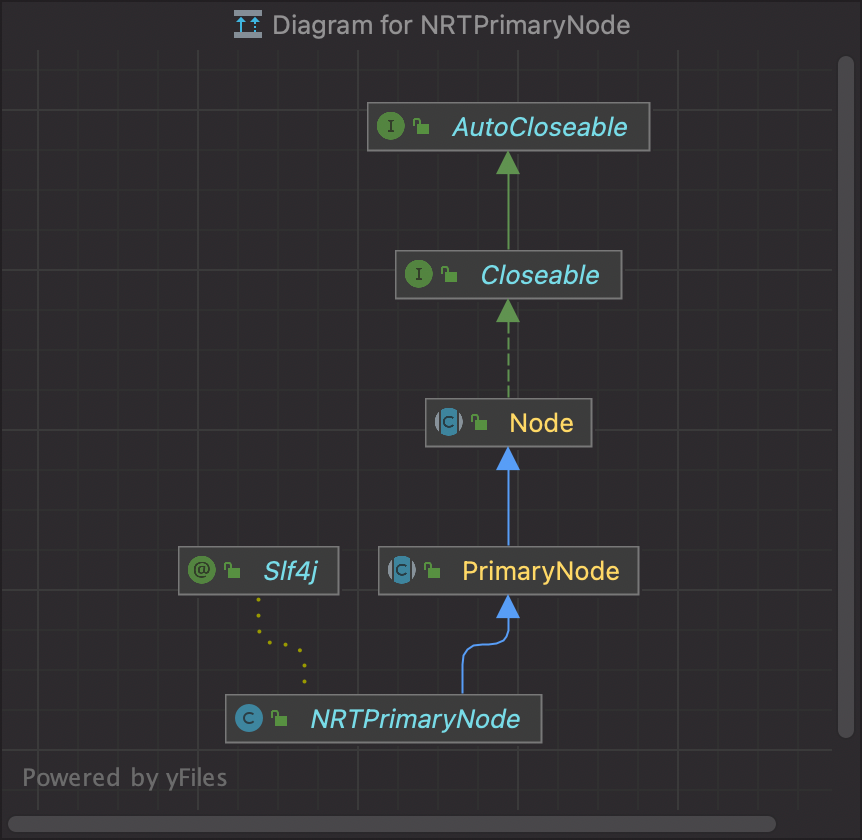 Diagram for NRTPrimaryNode
I AutoCloseable
I Closeable
C Node
@ Slf4j
C PrimaryNode
C NRTPrimaryNode
Powered by yFiles